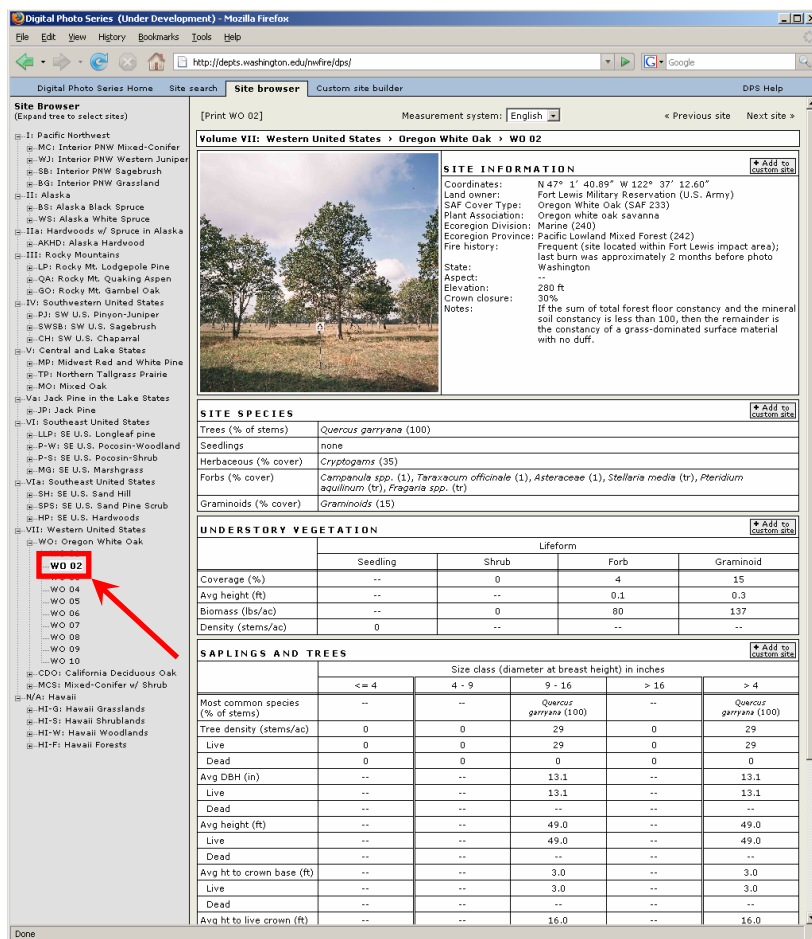 Digital Photo Series (Under Development) - Mozilla Firefox
File Edit View History Bookmarks Tools Help
http://depts.washington.edu/nwfire/dps/
Google
Digital Photo Series Home Site search Site browser Custom site builder DPS Help
Site Browser
(Expand tree to select sites)
I: Pacific Northwest
MC: Interior PNW Mixed-Conifer
WJ: Interior PNW Western Juniper
SB: Interior PNW Sagebrush
BG: Interior PNW Grassland
II: Alaska
BS: Alaska Black Spruce
WS: Alaska White Spruce
IIa: Hardwoods w/ Spruce in Alaska
AKHD: Alaska Hardwood
III: Rocky Mountains
LP: Rocky Mt. Lodgepole Pine
QA: Rocky Mt. Quaking Aspen
GO: Rocky Mt. Gambel Oak
IV: Southwestern United States
PJ: SW U.S. Pinyon-Juniper
SWSB: SW U.S. Sagebrush
CH: SW U.S. Chaparral
V: Central and Lake States
MP: Midwest Red and White Pine
TP: Northern Tallgrass Prairie
MO: Mixed Oak
Va: Jack Pine in the Lake States
JP: Jack Pine
VI: Southeast United States
LLP: SE U.S. Longleaf pine
P-W: SE U.S. Pocosin-Woodland
P-S: SE U.S. Pocosin-Shrub
MG: SE U.S. Marshgrass
VIa: Southeast United States
SH: SE U.S. Sand Hill
SPS: SE U.S. Sand Pine Scrub
HP: SE U.S. Hardwoods
VII: Western United States
WO: Oregon White Oak
WO 02
WO 04
WO 05
WO 06
WO 07
WO 08
WO 09
WO 10
CDO: California Deciduous Oak
MCS: Mixed-Conifer w/ Shrub
N/A: Hawaii
HI-G: Hawaii Grasslands
HI-S: Hawaii Shrublands
HI-W: Hawaii Woodlands
HI-F: Hawaii Forests
[Print WO 02] Measurement system: English « Previous site Next site »
Volume VII: Western United States › Oregon White Oak › WO 02
SITE INFORMATION + Add to custom site
Coordinates: N 47° 1′ 40.89″ W 122° 37′ 12.60″
Land owner: Fort Lewis Military Reservation (U.S. Army)
SAF Cover Type: Oregon White Oak (SAF 233)
Plant Association: Oregon white oak savanna
Ecoregion Division: Marine (240)
Ecoregion Province: Pacific Lowland Mixed Forest (242)
Fire history: Frequent (site located within Fort Lewis impact area);
last burn was approximately 2 months before photo
State: Washington
Aspect: --
Elevation: 280 ft
Crown closure: 30%
Notes: If the sum of total forest floor constancy and the mineral
soil constancy is less than 100, then the remainder is
the constancy of a grass-dominated surface material
with no duff.
SITE SPECIES + Add to custom site
Trees (% of stems) Quercus garryana (100)
Seedlings none
Herbaceous (% cover) Cryptogams (35)
Forbs (% cover) Campanula spp. (1), Taraxacum officinale (1), Asteraceae (1), Stellaria media (tr), Pteridium
aquilinum (tr), Fragaria spp. (tr)
Graminoids (% cover) Graminoids (15)
UNDERSTORY VEGETATION + Add to custom site
Lifeform
Seedling Shrub Forb Graminoid
Coverage (%) -- 0 4 15
Avg height (ft) -- -- 0.1 0.3
Biomass (lbs/ac) -- 0 80 137
Density (stems/ac) 0 -- -- --
SAPLINGS AND TREES + Add to custom site
Size class (diameter at breast height) in inches
<= 4 4 - 9 9 - 16 > 16 > 4
Most common species -- -- Quercus -- Quercus
(% of stems) garryana (100) garryana (100)
Tree density (stems/ac) 0 0 29 0 29
Live 0 0 29 0 29
Dead 0 0 0 0 0
Avg DBH (in) -- -- 13.1 -- 13.1
Live -- -- 13.1 -- 13.1
Dead -- -- -- -- --
Avg height (ft) -- -- 49.0 -- 49.0
Live -- -- 49.0 -- 49.0
Dead -- -- -- -- --
Avg ht to crown base (ft) -- -- 3.0 -- 3.0
Live -- -- 3.0 -- 3.0
Dead -- -- -- -- --
Avg ht to live crown (ft) -- -- 16.0 -- 16.0
Done